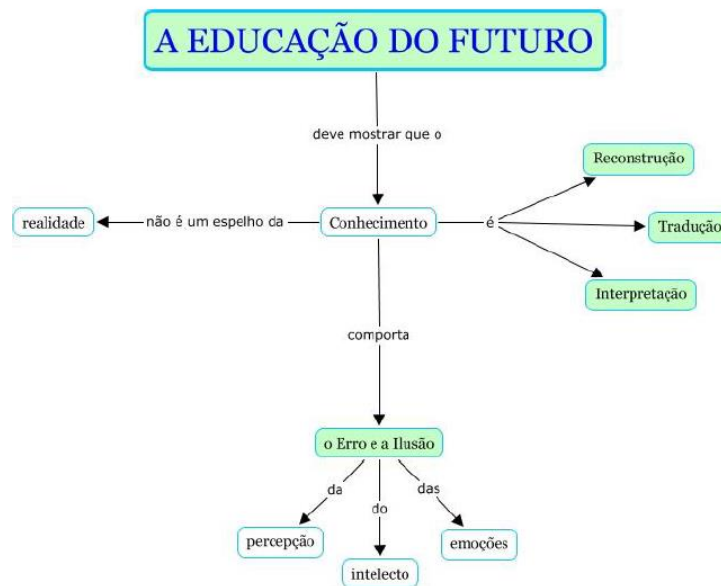 A EDUCAÇÃO DO FUTURO
deve mostrar que o
Reconstrução
realidade
não é um espelho da
Conhecimento
é
Tradução
Interpretação
comporta
o Erro e a Ilusão
da
do
das
percepção
intelecto
emoções